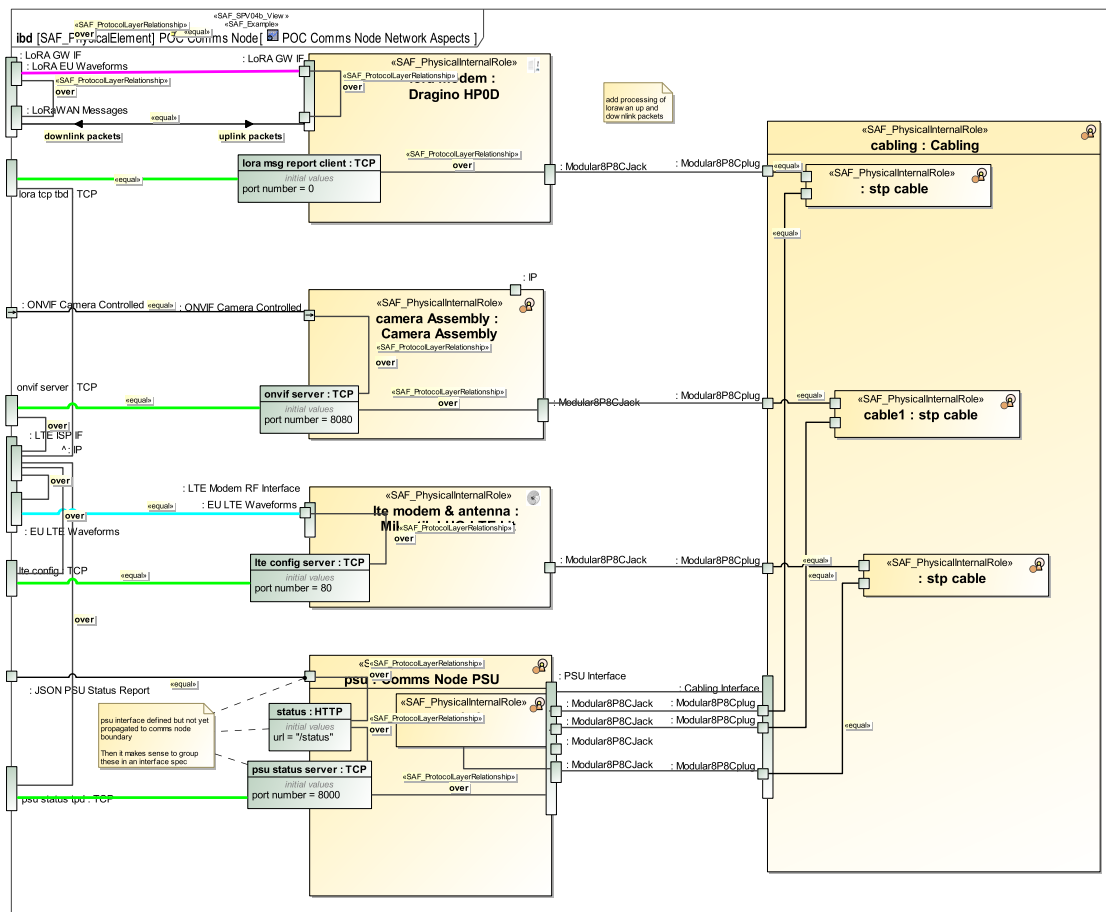 «SAF_SPV04b_View »
«SAF_Example»
«SAF_ProtocolLayerRelationship»
over
«equal»
ibd [SAF_PhysicalElement] POC Comms Node[ POC Comms Node Network Aspects ]
: LoRA GW IF
: LoRA EU Waveforms
«SAF_ProtocolLayerRelationship»
over
: LoRaWAN Messages
«equal»
downlink packets
uplink packets
: LoRA GW IF
«SAF_PhysicalInternalRole»
modem :
Dragino HP0D
«SAF_ProtocolLayerRelationship»
over
add processing of
loraw an up and
dow nlink packets
«SAF_PhysicalInternalRole»
cabling : Cabling
lora msg report client : TCP
initial values
port number = 0
«SAF_ProtocolLayerRelationship»
over
: Modular8P8CJack
: Modular8P8Cplug
«equal»
«SAF_PhysicalInternalRole»
: stp cable
«equal»
lora tcp tbd : TCP
«equal»
: IP
: ONVIF Camera Controlled
«equal»
: ONVIF Camera Controlled
«SAF_PhysicalInternalRole»
camera Assembly :
Camera Assembly
«SAF_ProtocolLayerRelationship»
over
onvif server : TCP
«equal»
onvif server : TCP
initial values
port number = 8080
«SAF_ProtocolLayerRelationship»
over
: Modular8P8CJack
: Modular8P8Cplug
«equal»
«SAF_PhysicalInternalRole»
cable1 : stp cable
over
: LTE ISP IF
^: IP
over
over
: EU LTE Waveforms
«equal»
: LTE Modem RF Interface
: EU LTE Waveforms
«SAF_PhysicalInternalRole»
lte modem & antenna :
«SAF_ProtocolLayerRelationship»
over
lte config : TCP
«equal»
lte config server : TCP
initial values
port number = 80
: Modular8P8CJack
: Modular8P8Cplug
«equal»
«equal»
«SAF_PhysicalInternalRole»
: stp cable
over
: JSON PSU Status Report
«equal»
«SAF_ProtocolLayerRelationship»
over
psu : Comms Node PSU
: PSU Interface
: Cabling Interface
psu interface defined but not yet
propagated to comms node
boundary
Then it makes sense to group
these in an interface spec
status : HTTP
initial values
url = "/status"
«SAF_PhysicalInternalRole»
«SAF_ProtocolLayerRelationship»
over
: Modular8P8CJack
: Modular8P8Cplug
: Modular8P8CJack
: Modular8P8Cplug
«equal»
: Modular8P8CJack
: Modular8P8CJack
: Modular8P8Cplug
psu status server : TCP
initial values
port number = 8000
«SAF_ProtocolLayerRelationship»
over
psu status tpd : TCP